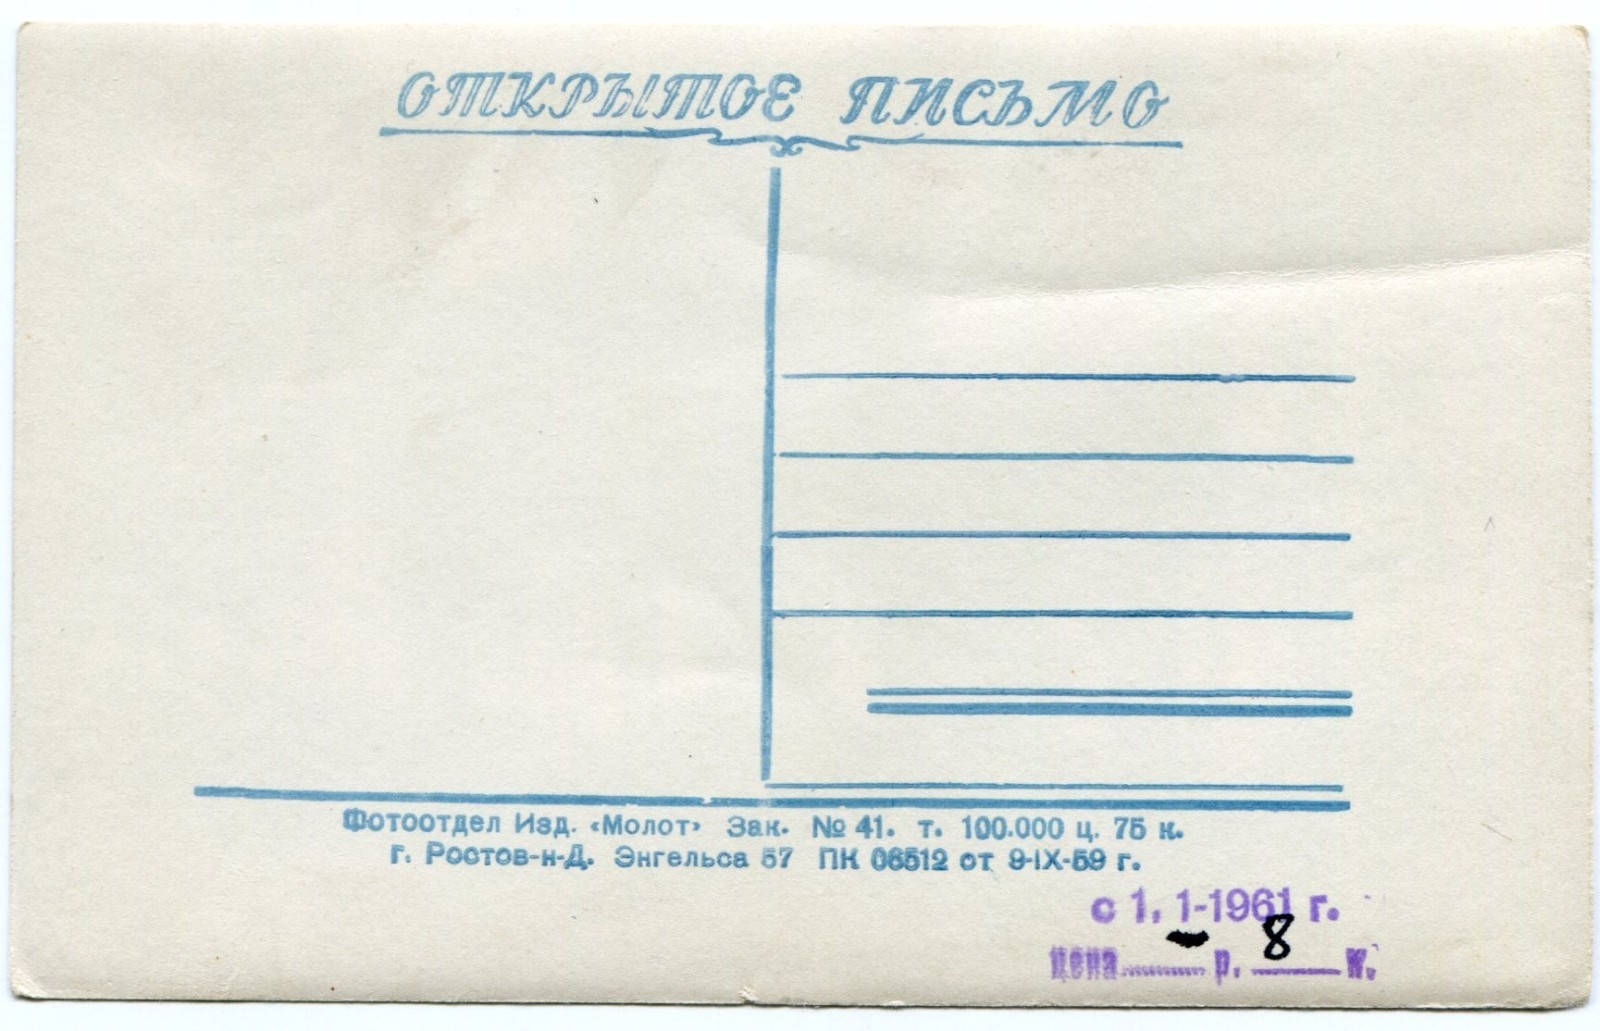 ОТКРЫТОЕ ПИСЬМО
Фотоотдел Изд. «Молот» Зак. № 41. т. 100.000 ц. 75 к.
г. Ростов-н-Д. Энгельса 57 ПК 06512 от 9-IX-59 г.
с 1. 1-1961 г.
цена - р. 8 к.